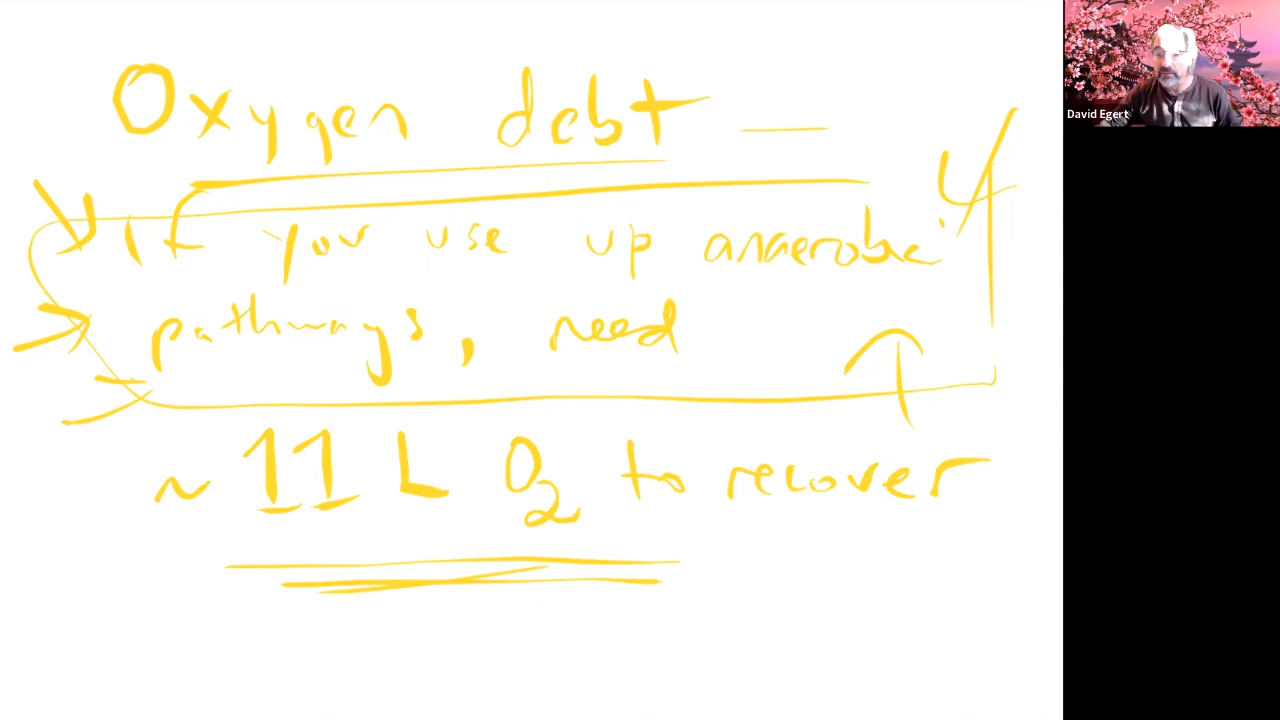 Oxygen debt —
If you use up anaerobic
pathways, need
~ 11 L O₂ to recover
David Egert